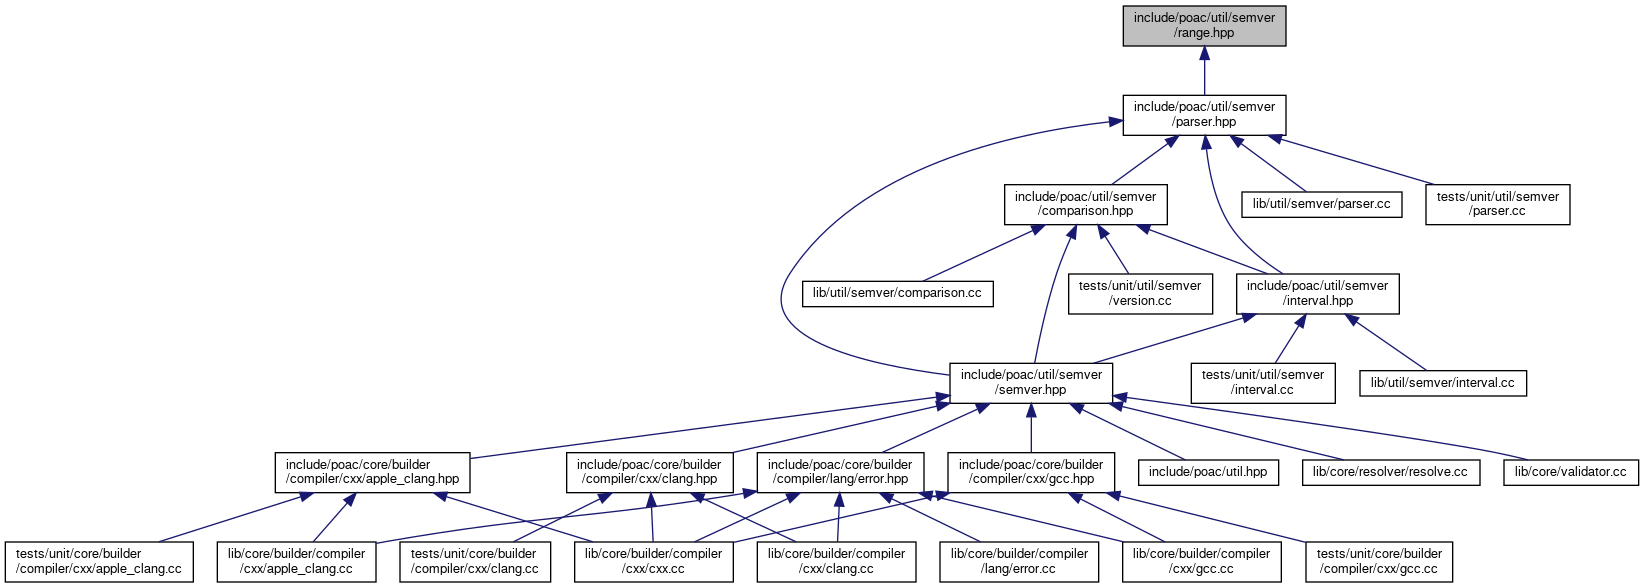 include/poac/util/semver
/range.hpp
include/poac/util/semver
/parser.hpp
include/poac/util/semver
/comparison.hpp
lib/util/semver/parser.cc
tests/unit/util/semver
/parser.cc
lib/util/semver/comparison.cc
tests/unit/util/semver
/version.cc
include/poac/util/semver
/interval.hpp
include/poac/util/semver
/semver.hpp
tests/unit/util/semver
/interval.cc
lib/util/semver/interval.cc
include/poac/core/builder
/compiler/cxx/apple_clang.hpp
include/poac/core/builder
/compiler/cxx/clang.hpp
include/poac/core/builder
/compiler/lang/error.hpp
include/poac/core/builder
/compiler/cxx/gcc.hpp
include/poac/util.hpp
lib/core/resolver/resolve.cc
lib/core/validator.cc
tests/unit/core/builder
/compiler/cxx/apple_clang.cc
lib/core/builder/compiler
/cxx/apple_clang.cc
tests/unit/core/builder
/compiler/cxx/clang.cc
lib/core/builder/compiler
/cxx/cxx.cc
lib/core/builder/compiler
/cxx/clang.cc
lib/core/builder/compiler
/lang/error.cc
lib/core/builder/compiler
/cxx/gcc.cc
tests/unit/core/builder
/compiler/cxx/gcc.cc